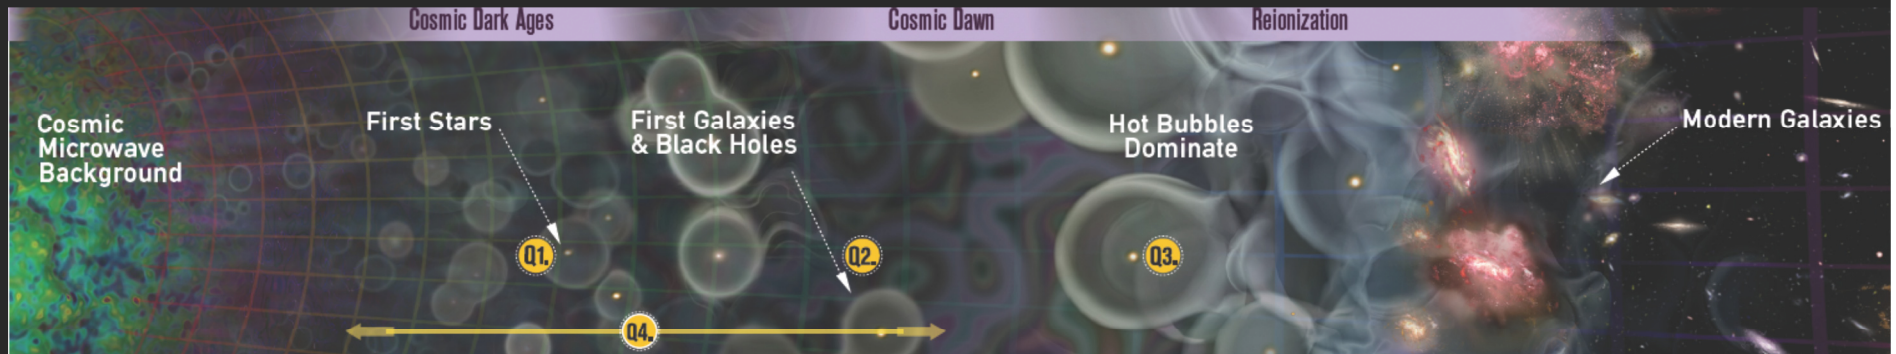 Cosmic Dark Ages
Cosmic Dawn
Reionization
Cosmic
Microwave
Background
First Stars
First Galaxies
& Black Holes
Hot Bubbles
Dominate
Modern Galaxies
Q1.
Q2.
Q3.
Q4.